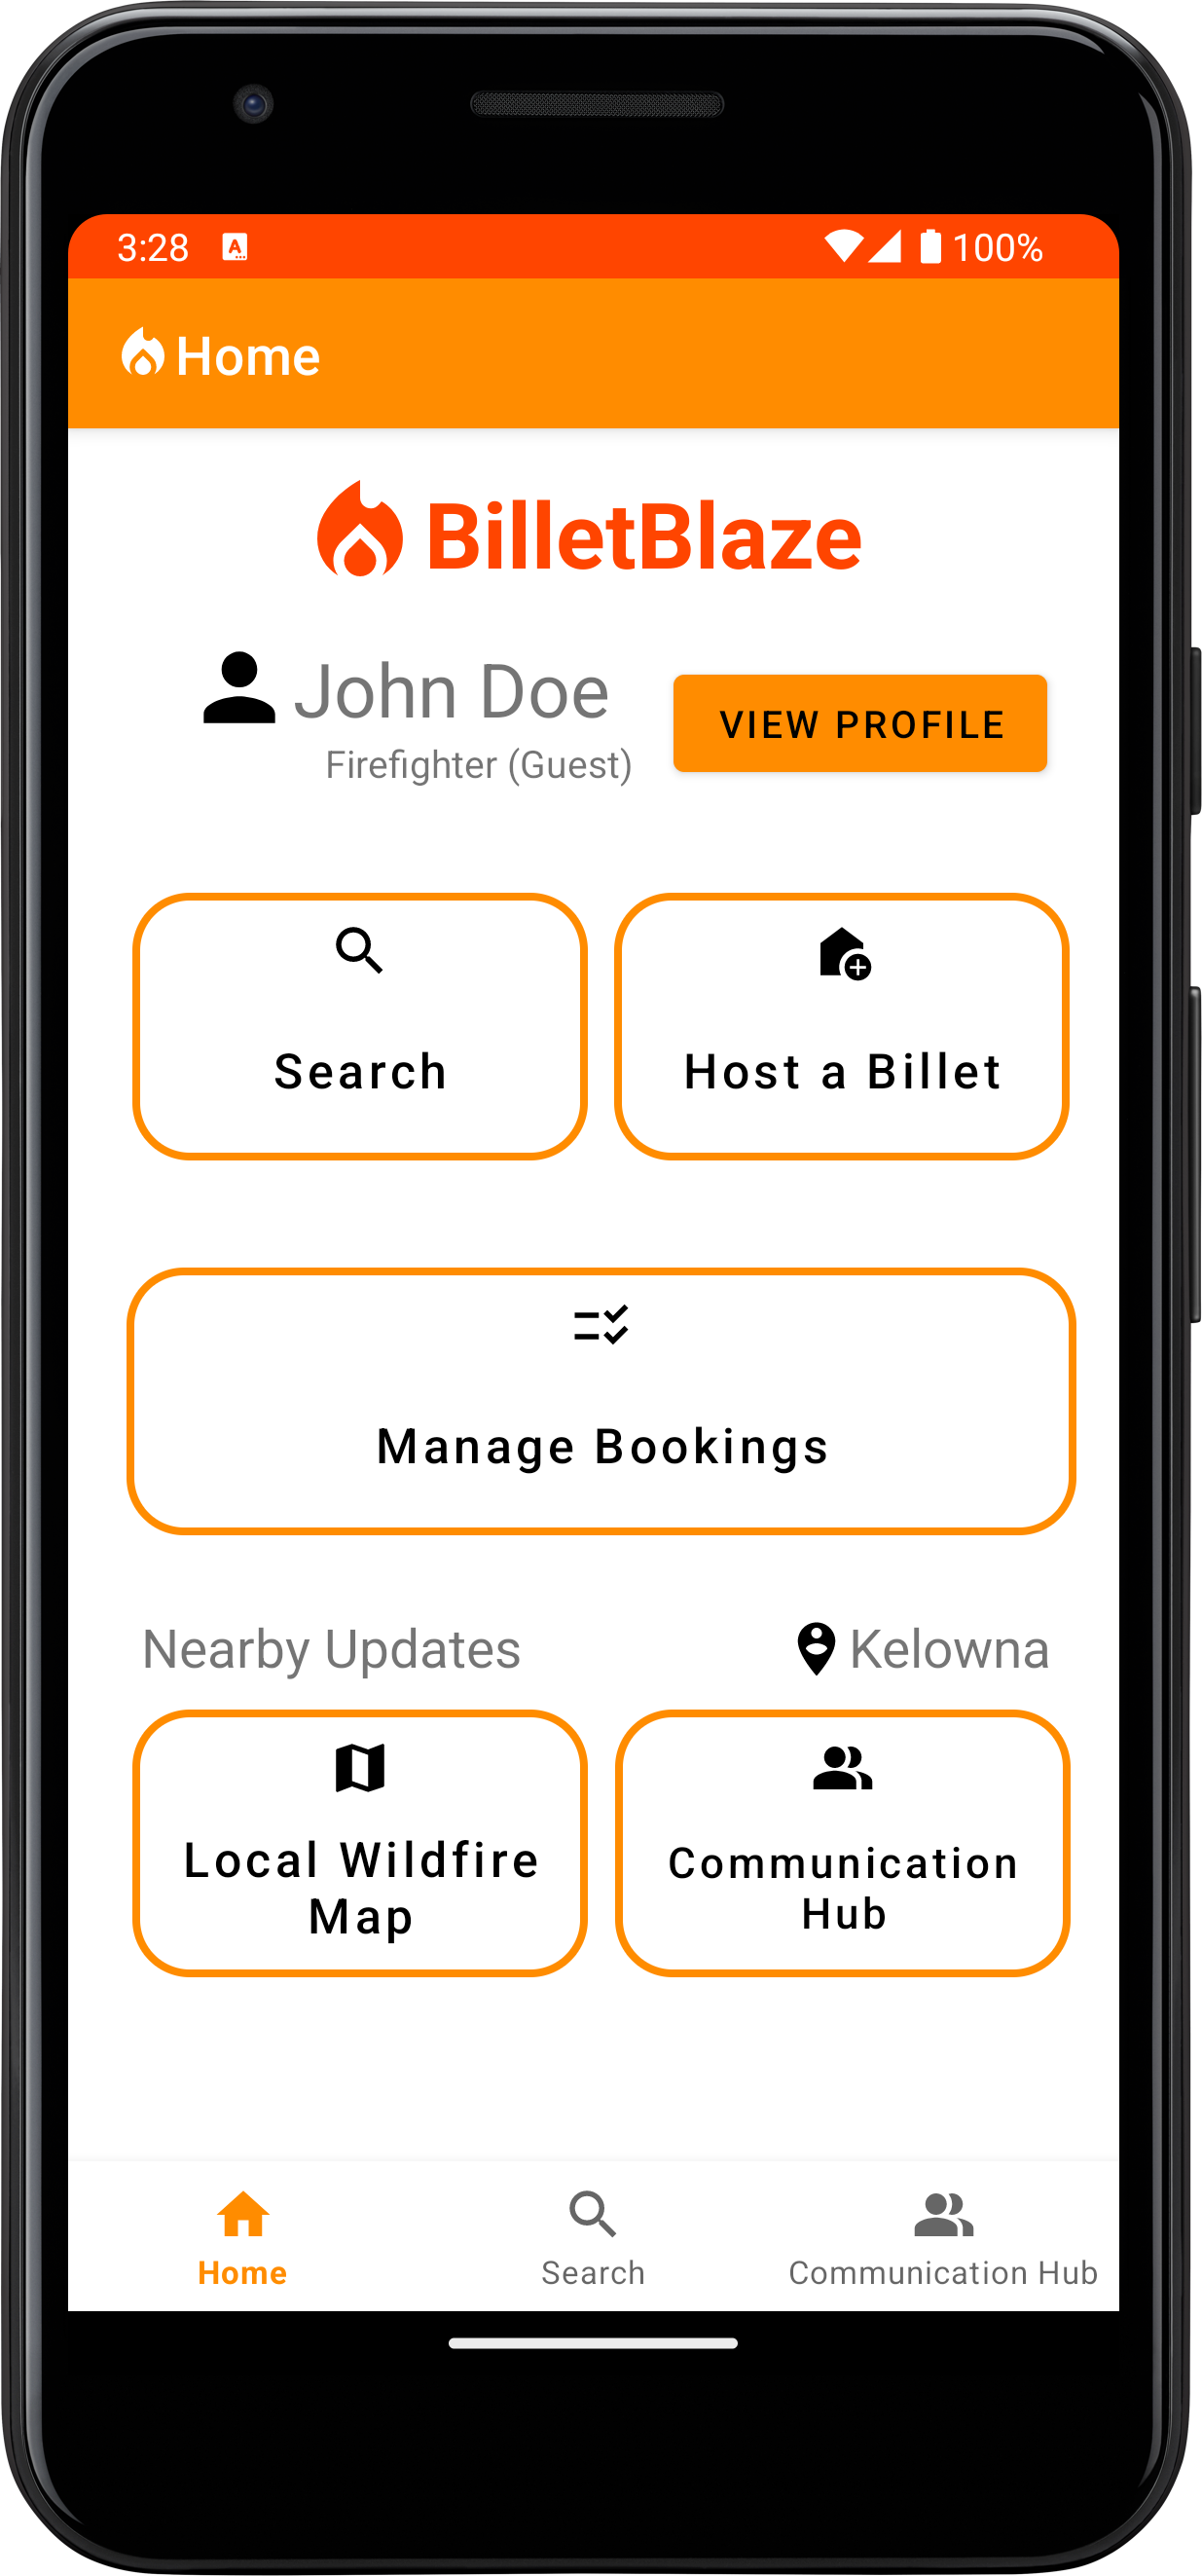 3:28 A 100%
Home
BilletBlaze
John Doe
Firefighter (Guest)
VIEW PROFILE
Search
Host a Billet
Manage Bookings
Nearby Updates
Kelowna
Local Wildfire
Map
Communication
Hub
Home
Search
Communication Hub